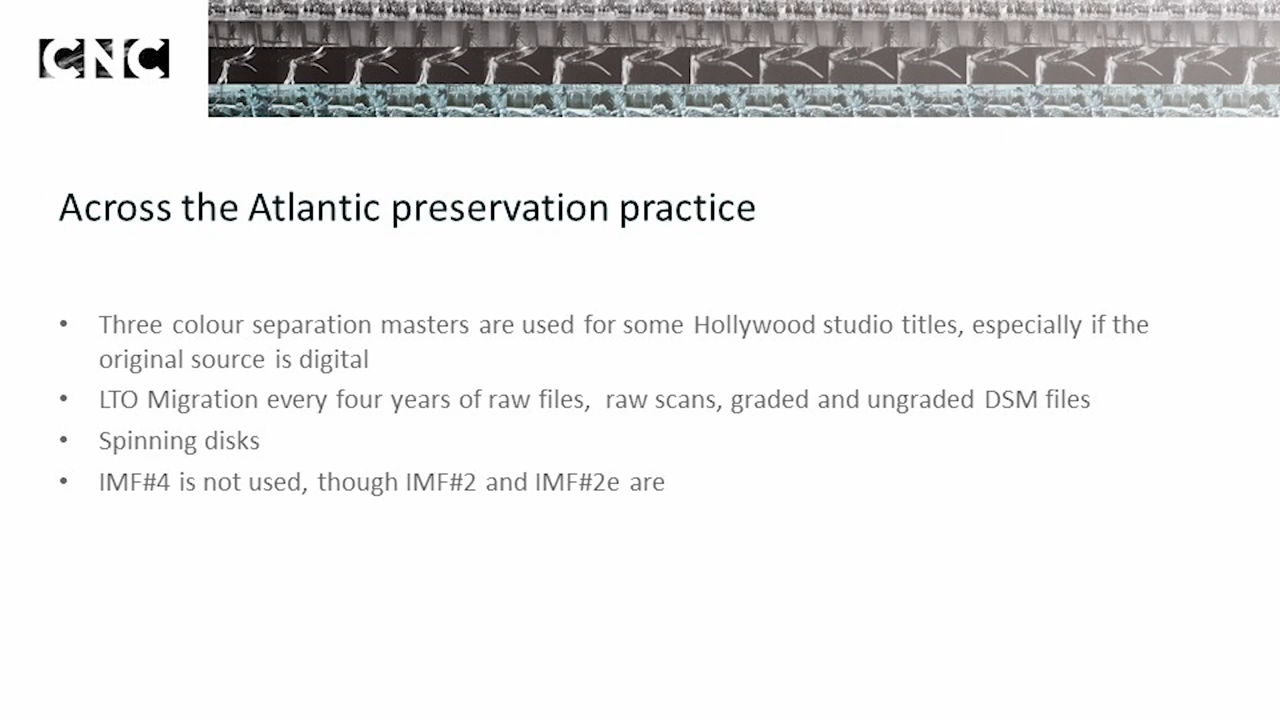 CNC
Across the Atlantic preservation practice
• Three colour separation masters are used for some Hollywood studio titles, especially if the
original source is digital
• LTO Migration every four years of raw files,  raw scans, graded and ungraded DSM files
• Spinning disks
• IMF#4 is not used, though IMF#2 and IMF#2e are